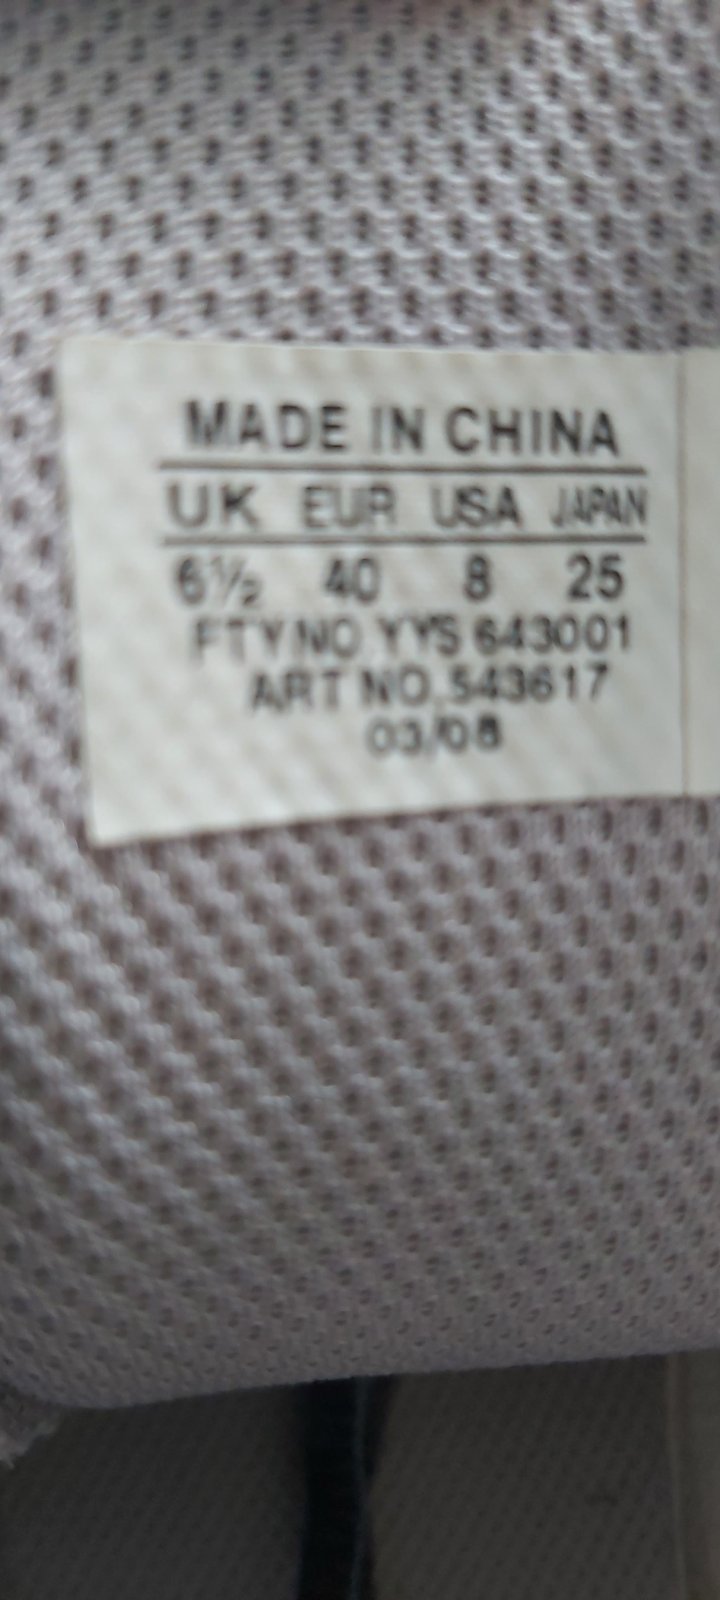 MADE IN CHINA
UK EUR USA JAPAN
6½ 40 8 25
FTY NO YYS 643001
ART NO.543617
03/08